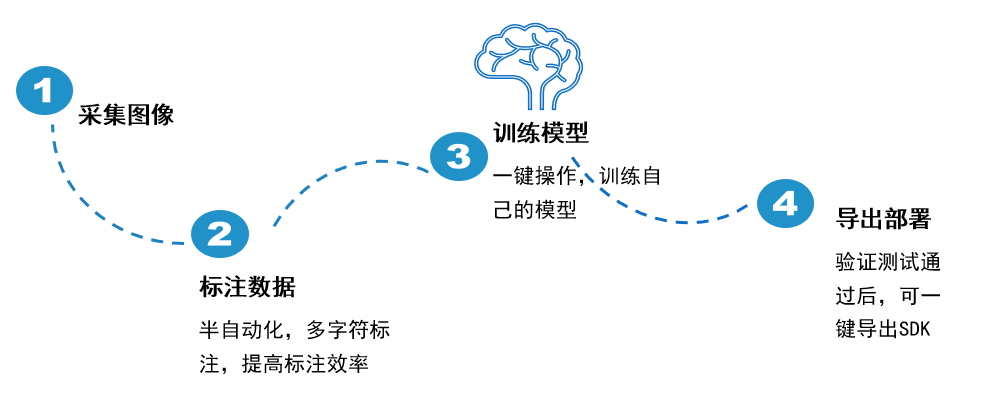 1
采集图像
2
标注数据
半自动化，多字符标
注，提高标注效率
3
训练模型
一键操作，训练自
己的模型
4
导出部署
验证测试通
过后，可一
键导出SDK